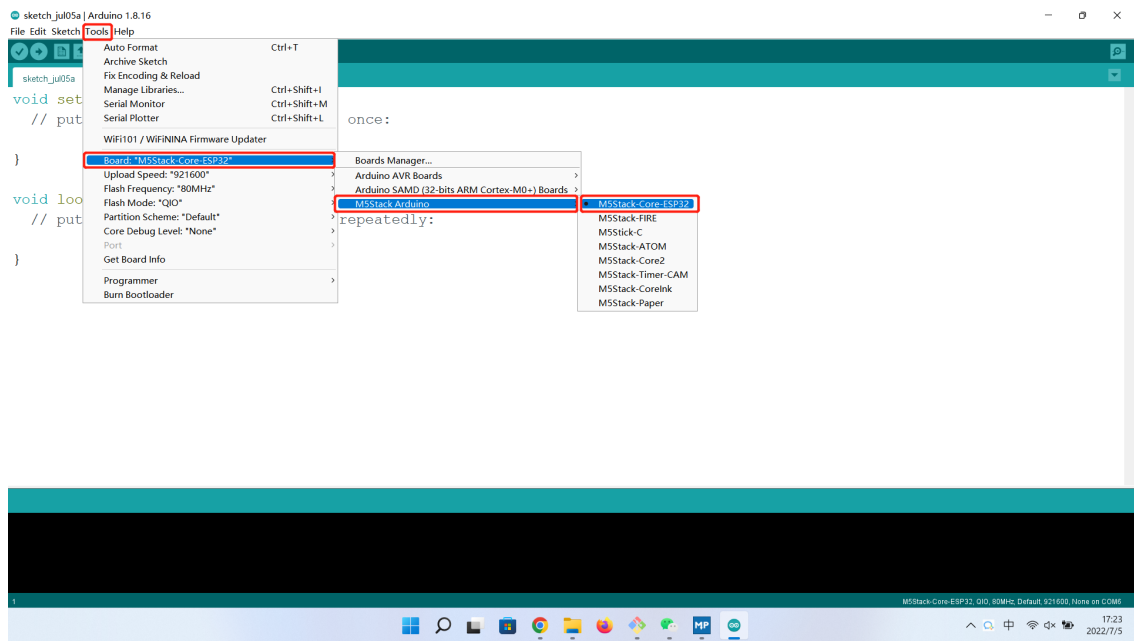 sketch_jul05a | Arduino 1.8.16
File Edit Sketch Tools Help
sketch_jul05a
Auto Format Ctrl+T
Archive Sketch
Fix Encoding & Reload
Manage Libraries... Ctrl+Shift+I
Serial Monitor Ctrl+Shift+M
Serial Plotter Ctrl+Shift+L
WiFi101 / WiFiNINA Firmware Updater
Board: "M5Stack-Core-ESP32"
Upload Speed: "921600"
Flash Frequency: "80MHz"
Flash Mode: "QIO"
Partition Scheme: "Default"
Core Debug Level: "None"
Port
Get Board Info
Programmer
Burn Bootloader
Boards Manager...
Arduino AVR Boards
Arduino SAMD (32-bits ARM Cortex-M0+) Boards
M5Stack Arduino
M5Stack-Core-ESP32
M5Stack-FIRE
M5Stick-C
M5Stack-ATOM
M5Stack-Core2
M5Stack-Timer-CAM
M5Stack-CoreInk
M5Stack-Paper
void set
// put once:
}
void loo
// put repeatedly:
}
1
M5Stack-Core-ESP32, QIO, 80MHz, Default, 921600, None on COM6
MP
中
17:23
2022/7/5